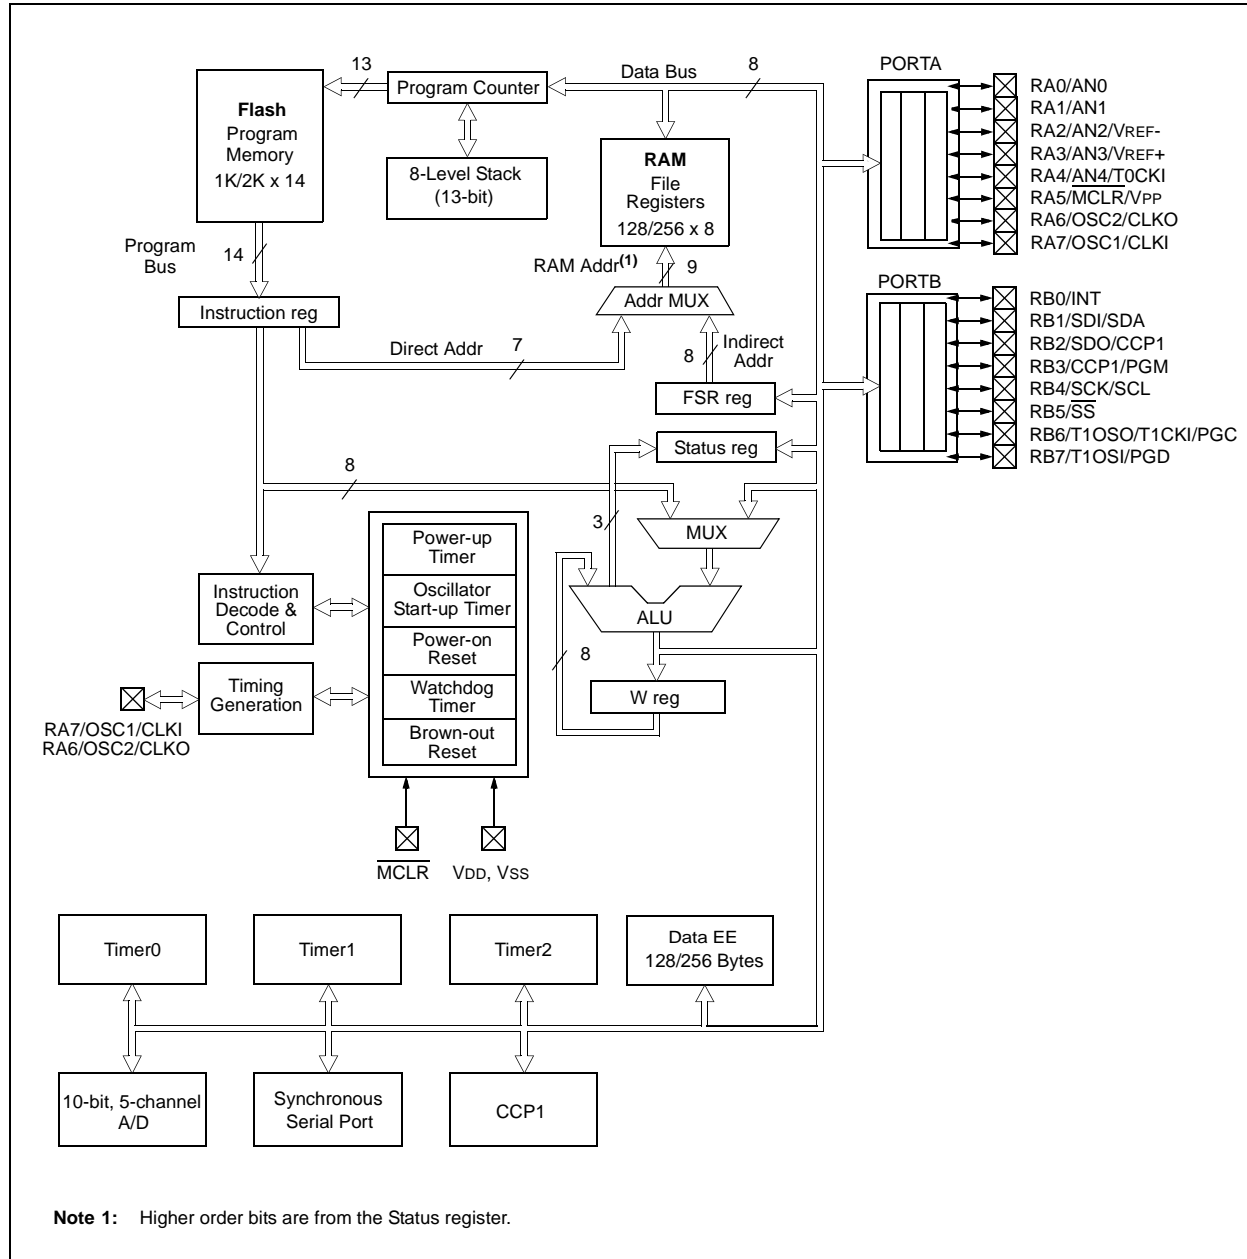 13
Program Counter
Data Bus
8
PORTA
Flash
Program
Memory
1K/2K x 14
8-Level Stack
(13-bit)
RAM
File
Registers
128/256 x 8
RA0/AN0
RA1/AN1
RA2/AN2/VREF-
RA3/AN3/VREF+
RA4/AN4/T0CKI
RA5/MCLR/VPP
RA6/OSC2/CLKO
RA7/OSC1/CLKI
Program
Bus
14
RAM Addr(1)
9
PORTB
Instruction reg
Addr MUX
RB0/INT
RB1/SDI/SDA
RB2/SDO/CCP1
RB3/CCP1/PGM
RB4/SCK/SCL
RB5/SS
RB6/T1OSO/T1CKI/PGC
RB7/T1OSI/PGD
Direct Addr
7
8
Indirect
Addr
FSR reg
Status reg
8
3
MUX
Power-up
Timer
Oscillator
Start-up Timer
Power-on
Reset
Watchdog
Timer
Brown-out
Reset
Instruction
Decode &
Control
ALU
8
W reg
Timing
Generation
RA7/OSC1/CLKI
RA6/OSC2/CLKO
MCLR
VDD, VSS
Timer0
Timer1
Timer2
Data EE
128/256 Bytes
10-bit, 5-channel
A/D
Synchronous
Serial Port
CCP1
Note 1: Higher order bits are from the Status register.